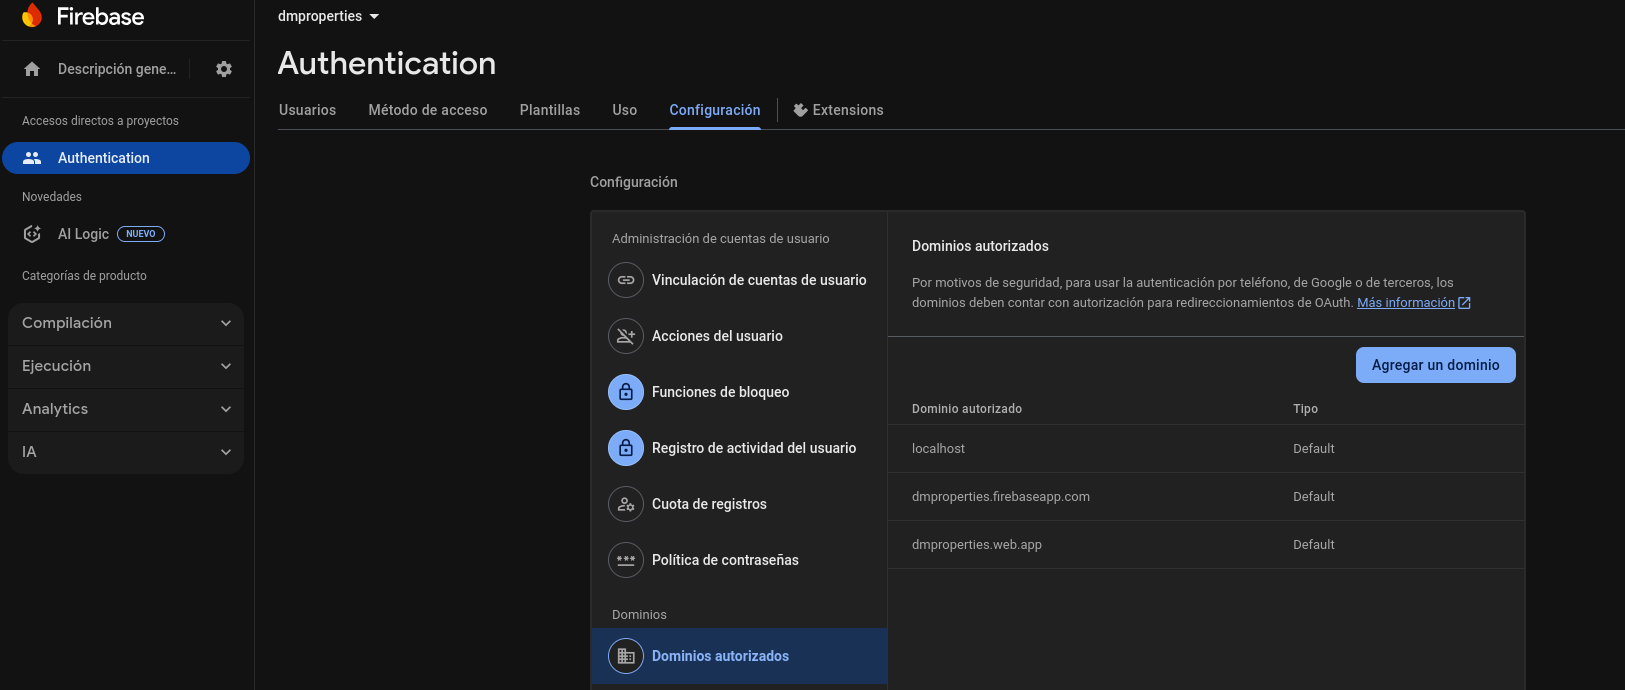 Firebase
Descripción gene...
Accesos directos a proyectos
Authentication
Novedades
AI Logic NUEVO
Categorías de producto
Compilación
Ejecución
Analytics
IA
dmproperties
Authentication
Usuarios Método de acceso Plantillas Uso Configuración Extensions
Configuración
Administración de cuentas de usuario
Vinculación de cuentas de usuario
Acciones del usuario
Funciones de bloqueo
Registro de actividad del usuario
Cuota de registros
Política de contraseñas
Dominios
Dominios autorizados
Dominios autorizados
Por motivos de seguridad, para usar la autenticación por teléfono, de Google o de terceros, los
dominios deben contar con autorización para redireccionamientos de OAuth. Más información
Agregar un dominio
Dominio autorizado Tipo
localhost Default
dmproperties.firebaseapp.com Default
dmproperties.web.app Default